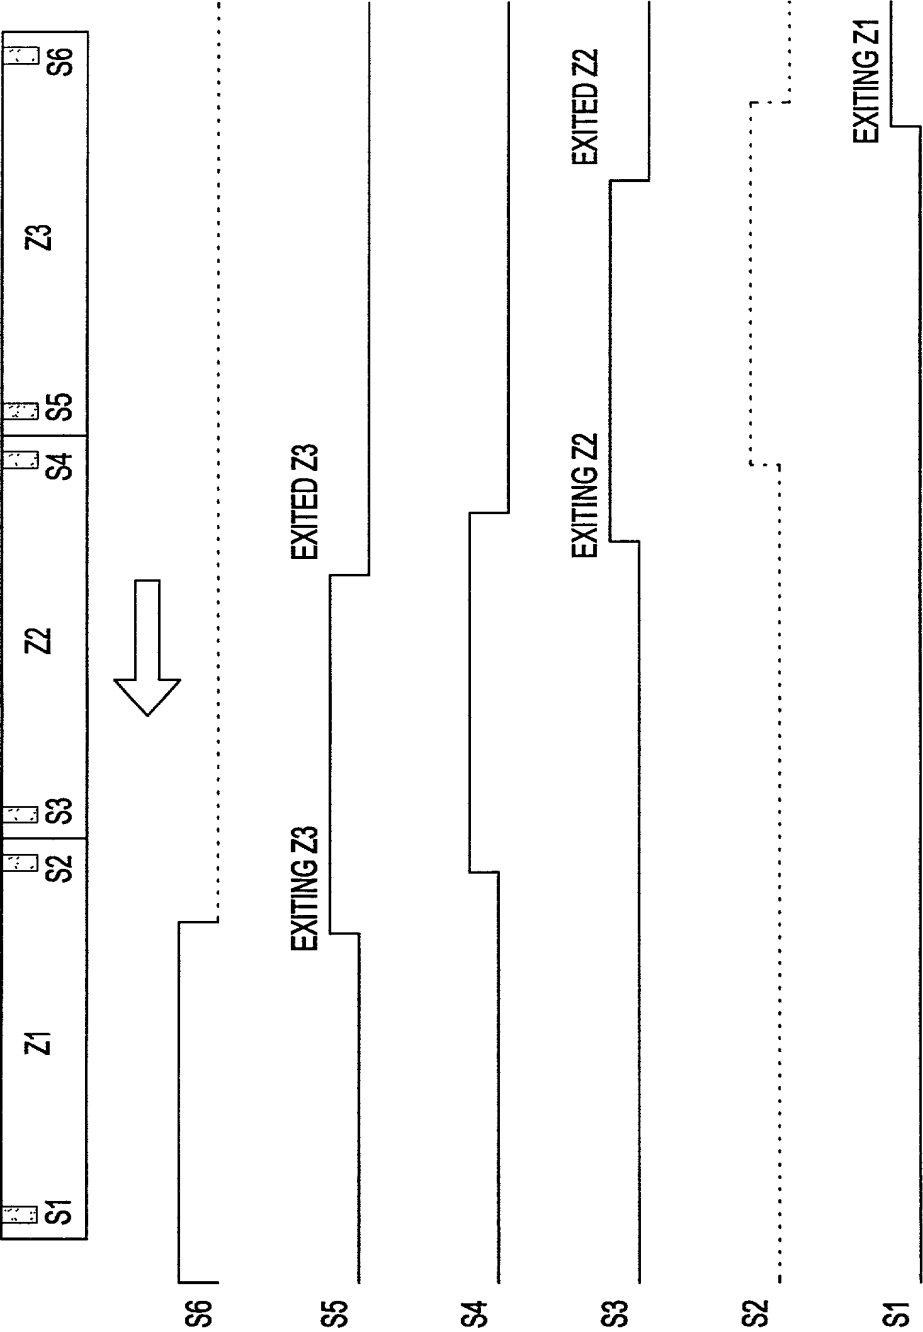 S1 Z1 S2 S3 Z2 S4 S5 Z3 S6
S6
EXITING Z3 EXITED Z3
S5
S4
EXITING Z2 EXITED Z2
S3
S2
EXITING Z1
S1